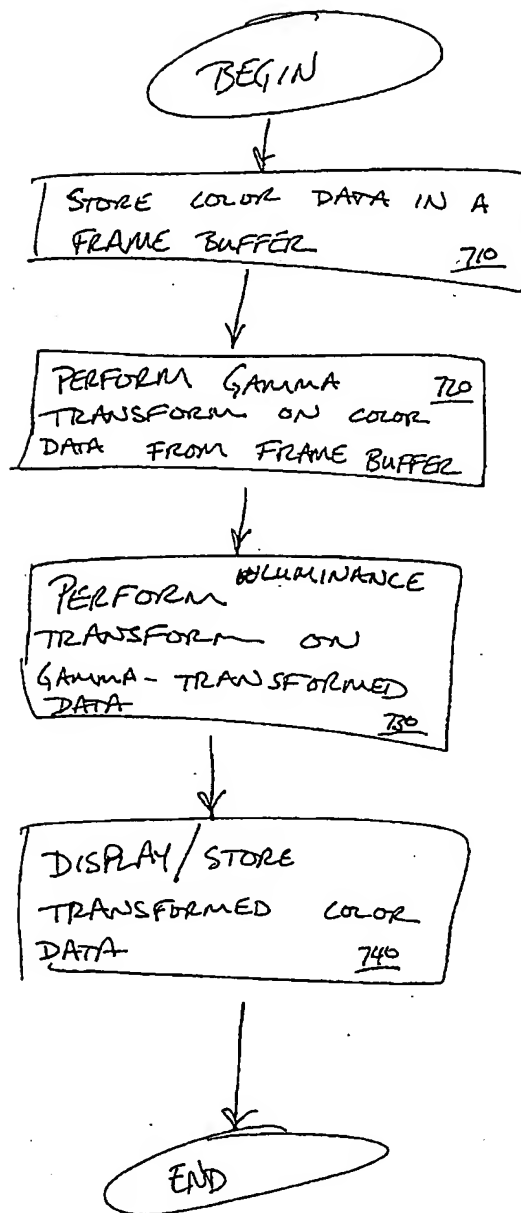 BEGIN
STORE COLOR DATA IN A
FRAME BUFFER 710
PERFORM GAMMA 720
TRANSFORM ON COLOR
DATA FROM FRAME BUFFER
PERFORM LUMINANCE
TRANSFORM ON
GAMMA-TRANSFORMED
DATA 730
DISPLAY/STORE
TRANSFORMED COLOR
DATA 740
END